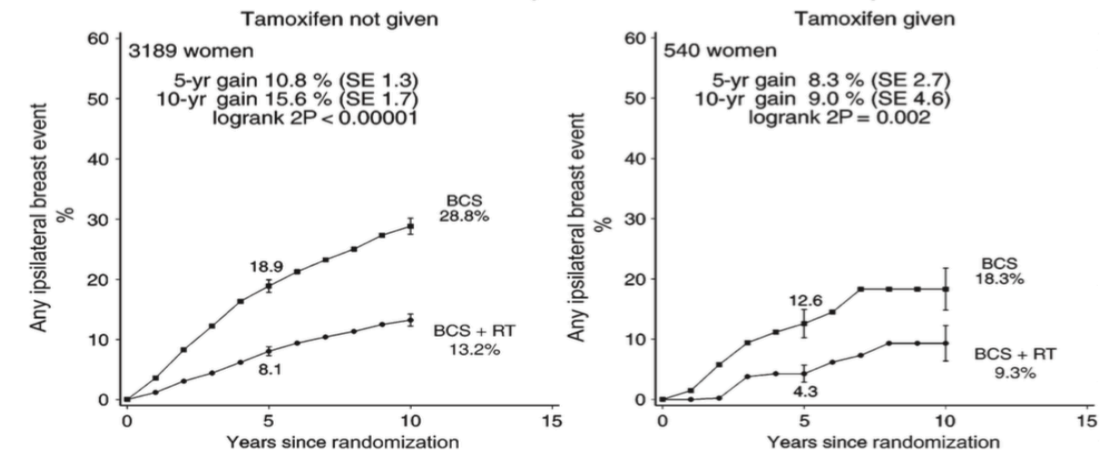 Tamoxifen not given
60
3189 women
5-yr gain 10.8 % (SE 1.3)
50
10-yr gain 15.6 % (SE 1.7)
logrank 2P < 0.00001
40
Any ipsilateral breast event
%
30
BCS
28.8%
18.9
20
BCS + RT
13.2%
10
8.1
0
0
5
10
15
Years since randomization
Tamoxifen given
60
540 women
5-yr gain 8.3 % (SE 2.7)
50
10-yr gain 9.0 % (SE 4.6)
logrank 2P = 0.002
40
Any ipsilateral breast event
%
30
BCS
18.3%
20
12.6
10
BCS + RT
9.3%
4.3
0
0
5
10
15
Years since randomization